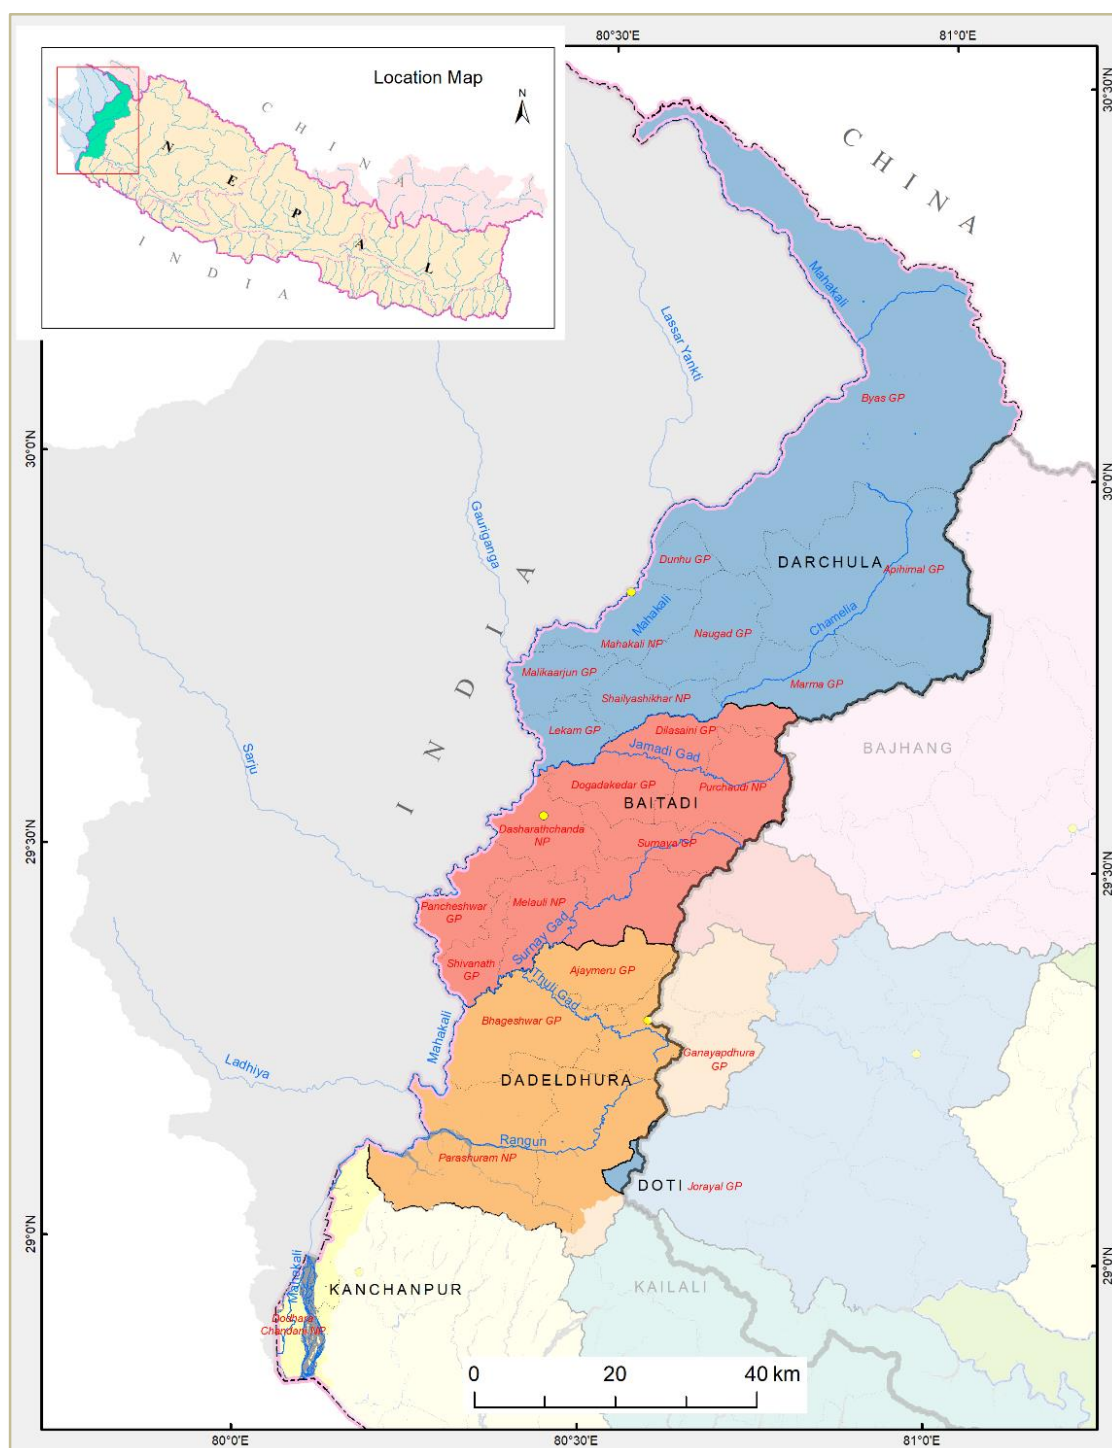 80°30'E
81°0'E
Location Map
N
CHINA
NEPAL
INDIA
30°30'N
30°30'N
CHINA
Mahakali
Lassar Yankti
Byas GP
30°0'N
30°0'N
Gauriganga
INDIA
Dunhu GP
DARCHULA
Apihimal GP
Mahakali
Chamelia
Naugad GP
Mahakali NP
Malikaarjun GP
Marma GP
Shailyashikhar NP
Lekam GP
Dilasaini GP
Jamadi Gad
BAJHANG
Sarju
Dogadakedar GP
Purchaudi NP
BAITADI
Dasharathchanda
NP
Surnaya GP
29°30'N
29°30'N
Pancheshwar
GP
Melauli NP
Surnay Gad
Shivanath
GP
Ajaymeru GP
Thuli Gad
Bhageshwar GP
Mahakali
Ganayapdhura
GP
Ladhiya
DADELDHURA
Rangun
Parashuram NP
DOTI
Jorayal GP
29°0'N
29°0'N
Mahakali
KANCHANPUR
KAILALI
Dodhara
Chandani NP
0 20 40 km
80°0'E
80°30'E
81°0'E